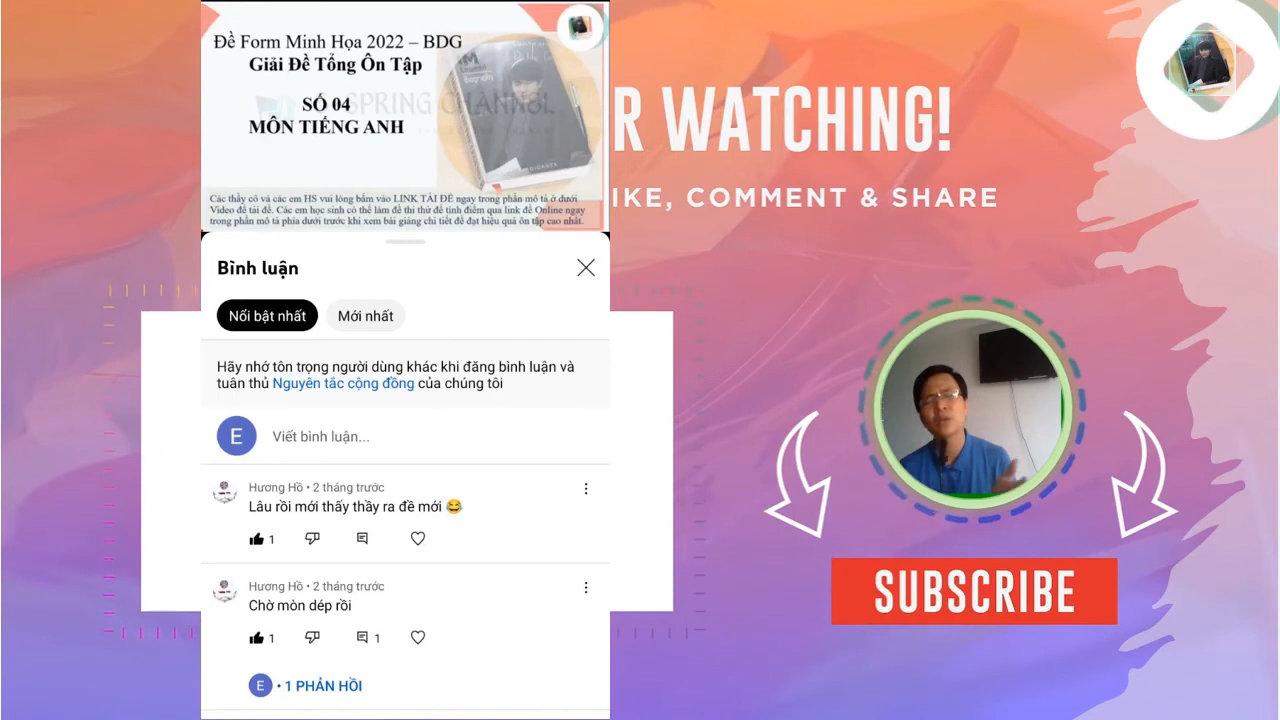 Đề Form Minh Họa 2022 – BDG
Giải Đề Tổng Ôn Tập
SỐ 04
SPRING CHANNEL
MÔN TIẾNG ANH
Các thầy cô và các em HS vui lòng bấm vào LINK TẢI ĐỀ ngay trong phần mô tả ở dưới
Video để tải đề. Các em học sinh có thể làm đề thi thử để tính điểm qua link đề Online ngay
trong phần mô tả phía dưới trước khi xem bài giảng chi tiết để đạt hiệu quả ôn tập cao nhất.
R WATCHING!
IKE, COMMENT & SHARE
Bình luận
Nổi bật nhất
Mới nhất
Hãy nhớ tôn trọng người dùng khác khi đăng bình luận và
tuân thủ Nguyên tắc cộng đồng của chúng tôi
E
Viết bình luận...
Hương Hồ • 2 tháng trước
Lâu rồi mới thấy thầy ra đề mới 😂
1
Hương Hồ • 2 tháng trước
Chờ mòn dép rồi
1 1
E • 1 PHẢN HỒI
SUBSCRIBE